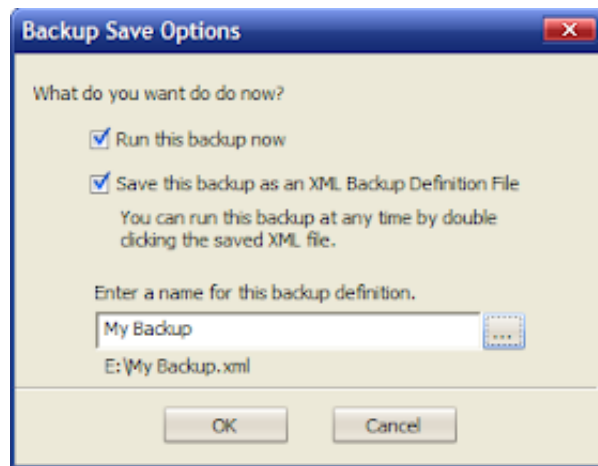 Backup Save Options
What do you want do do now?
Run this backup now
Save this backup as an XML Backup Definition File
You can run this backup at any time by double
clicking the saved XML file.
Enter a name for this backup definition.
My Backup
...
E:\My Backup.xml
OK
Cancel